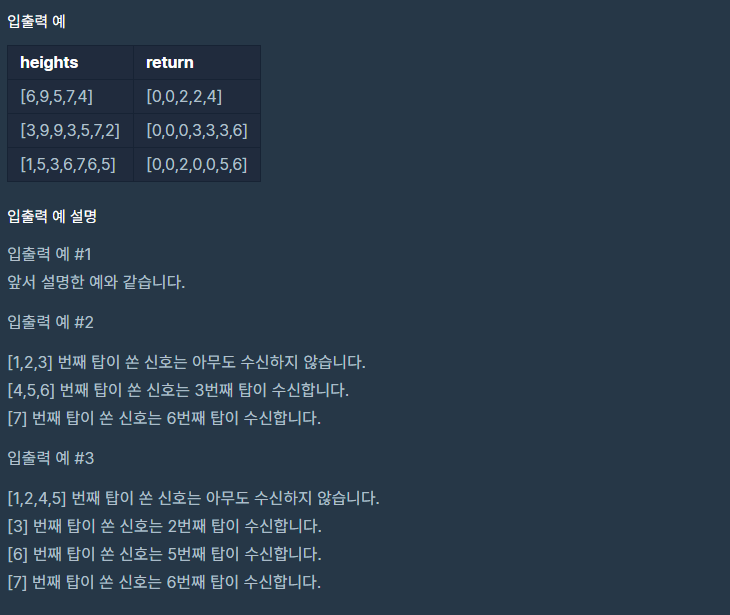 입출력 예
heights return
[6,9,5,7,4] [0,0,2,2,4]
[3,9,9,3,5,7,2] [0,0,0,3,3,3,6]
[1,5,3,6,7,6,5] [0,0,2,0,0,5,6]
입출력 예 설명
입출력 예 #1
앞서 설명한 예와 같습니다.
입출력 예 #2
[1,2,3] 번째 탑이 쏜 신호는 아무도 수신하지 않습니다.
[4,5,6] 번째 탑이 쏜 신호는 3번째 탑이 수신합니다.
[7] 번째 탑이 쏜 신호는 6번째 탑이 수신합니다.
입출력 예 #3
[1,2,4,5] 번째 탑이 쏜 신호는 아무도 수신하지 않습니다.
[3] 번째 탑이 쏜 신호는 2번째 탑이 수신합니다.
[6] 번째 탑이 쏜 신호는 5번째 탑이 수신합니다.
[7] 번째 탑이 쏜 신호는 6번째 탑이 수신합니다.